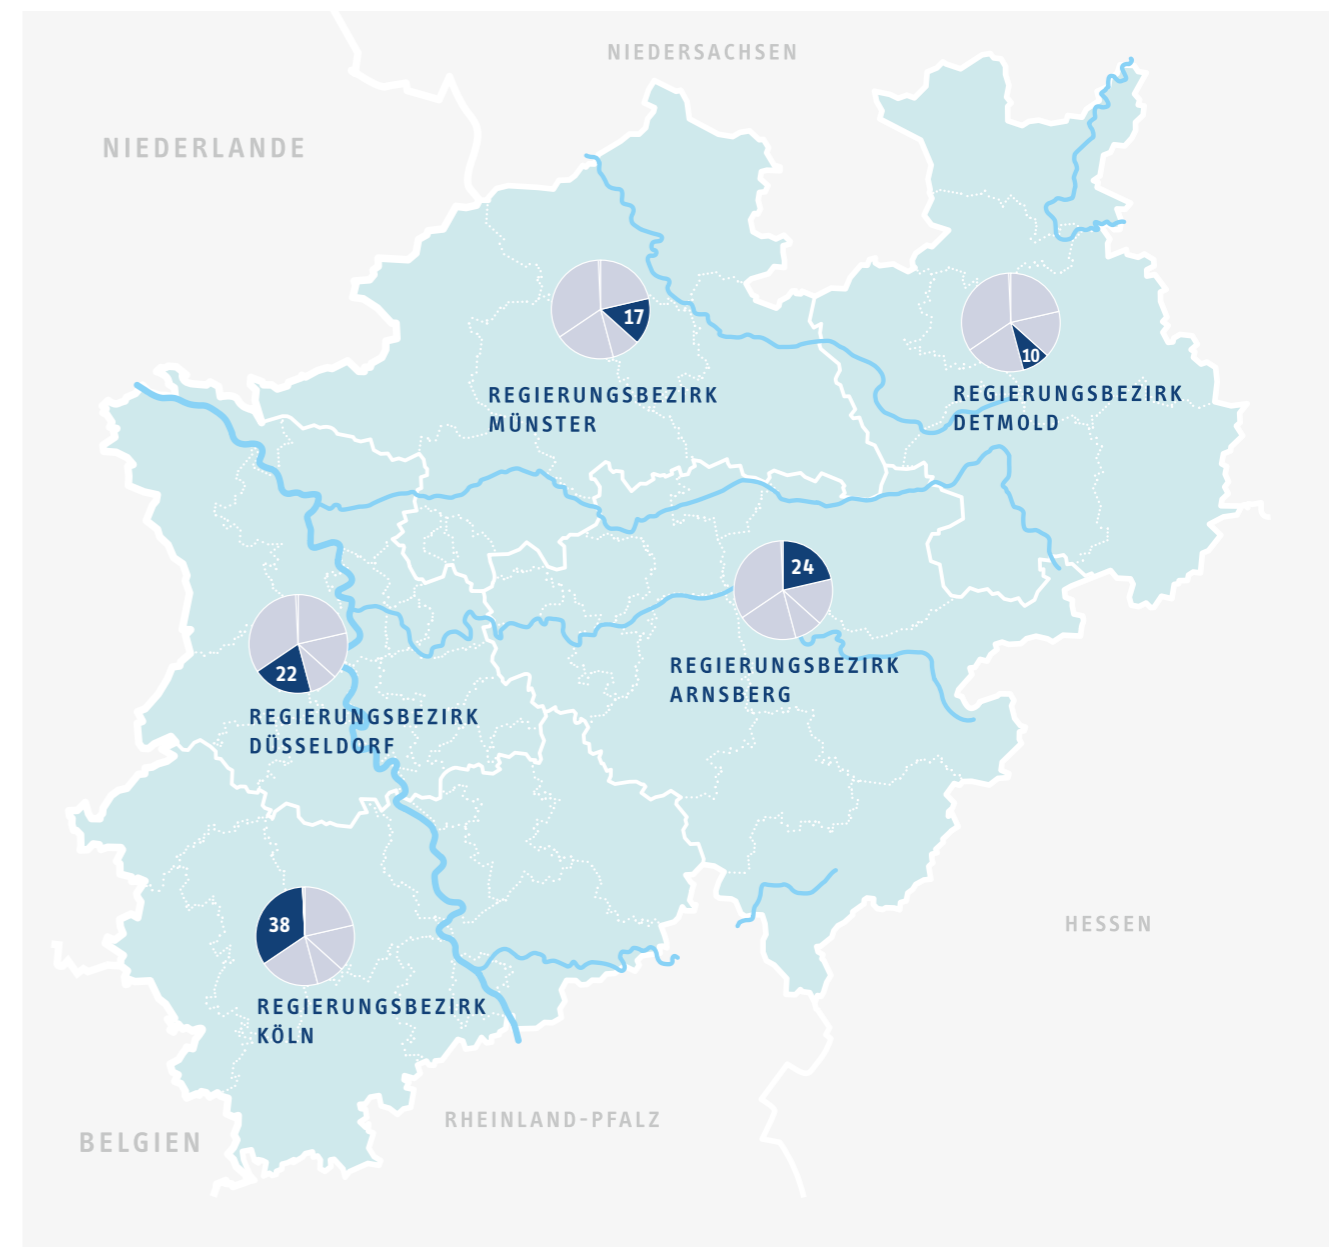 NIEDERSACHSEN
NIEDERLANDE
17
10
REGIERUNGSBEZIRK
MÜNSTER
REGIERUNGSBEZIRK
DETMOLD
24
REGIERUNGSBEZIRK
ARNSBERG
22
REGIERUNGSBEZIRK
DÜSSELDORF
38
REGIERUNGSBEZIRK
KÖLN
HESSEN
RHEINLAND-PFALZ
BELGIEN